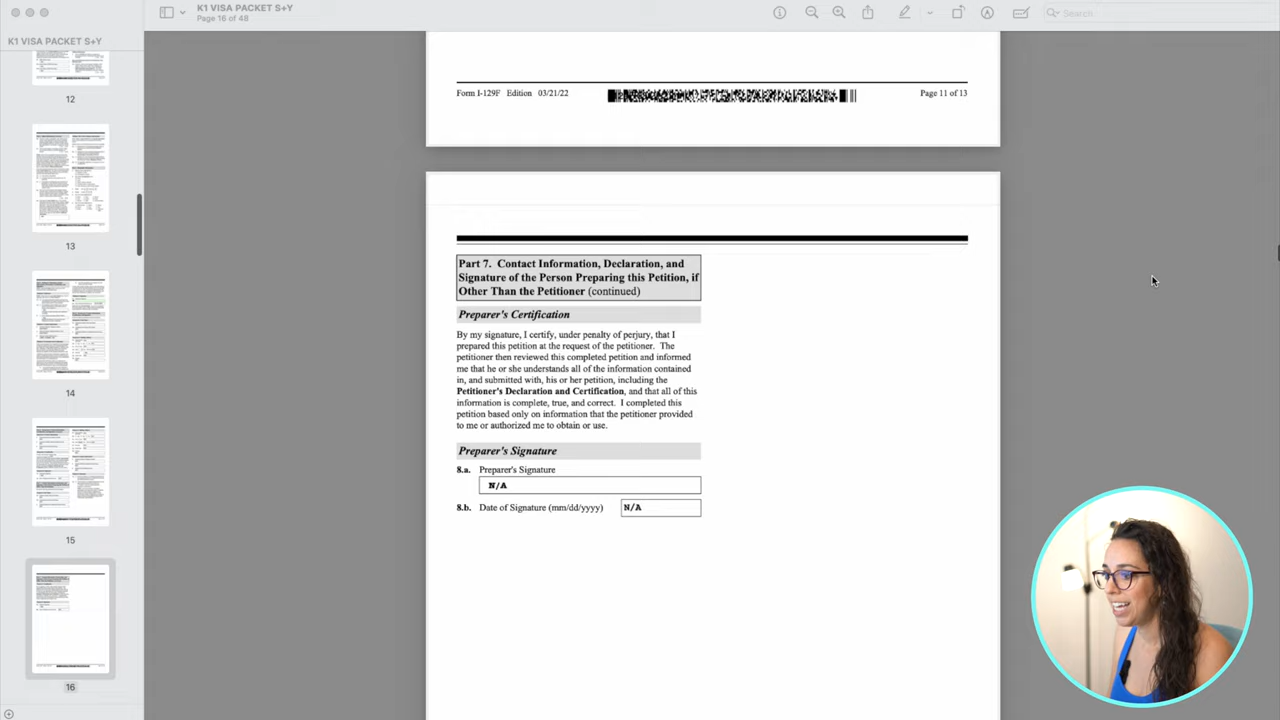 K1 VISA PACKET S+Y
Page 16 of 48
Search
K1 VISA PACKET S+Y
12
13
14
15
16
Form I-129F Edition 03/21/22
Page 11 of 13
Part 7. Contact Information, Declaration, and
Signature of the Person Preparing this Petition, if
Other Than the Petitioner (continued)
Preparer's Certification
By my signature, I certify, under penalty of perjury, that I
prepared this petition at the request of the petitioner. The
petitioner then reviewed this completed petition and informed
me that he or she understands all of the information contained
in, and submitted with, his or her petition, including the
Petitioner's Declaration and Certification, and that all of this
information is complete, true, and correct. I completed this
petition based only on information that the petitioner provided
to me or authorized me to obtain or use.
Preparer's Signature
8.a. Preparer's Signature
N/A
8.b. Date of Signature (mm/dd/yyyy) N/A